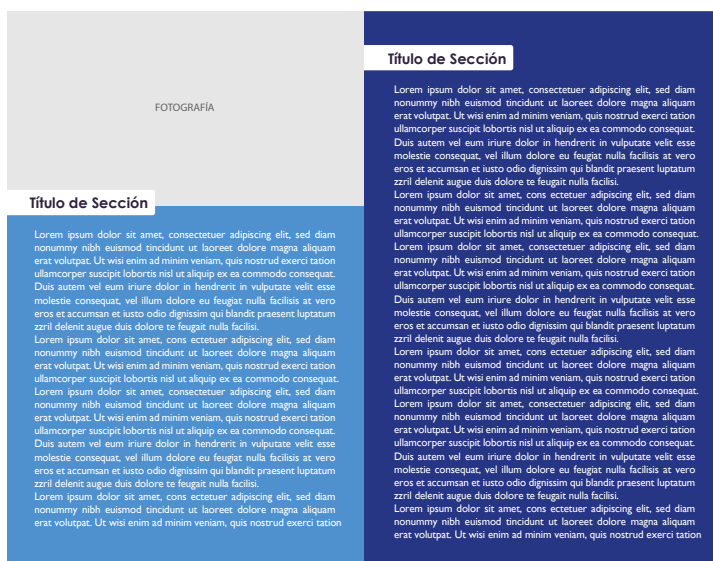 FOTOGRAFÍA
Título de Sección
Lorem ipsum dolor sit amet, consectetuer adipiscing elit, sed diam
nonummy nibh euismod tincidunt ut laoreet dolore magna aliquam
erat volutpat. Ut wisi enim ad minim veniam, quis nostrud exerci tation
ullamcorper suscipit lobortis nisl ut aliquip ex ea commodo consequat.
Duis autem vel eum iriure dolor in hendrerit in vulputate velit esse
molestie consequat, vel illum dolore eu feugiat nulla facilisis at vero
eros et accumsan et iusto odio dignissim qui blandit praesent luptatum
zzril delenit augue duis dolore te feugait nulla facilisi.
Lorem ipsum dolor sit amet, cons ectetuer adipiscing elit, sed diam
nonummy nibh euismod tincidunt ut laoreet dolore magna aliquam
erat volutpat. Ut wisi enim ad minim veniam, quis nostrud exerci tation
ullamcorper suscipit lobortis nisl ut aliquip ex ea commodo consequat.
Lorem ipsum dolor sit amet, consectetuer adipiscing elit, sed diam
nonummy nibh euismod tincidunt ut laoreet dolore magna aliquam
erat volutpat. Ut wisi enim ad minim veniam, quis nostrud exerci tation
ullamcorper suscipit lobortis nisl ut aliquip ex ea commodo consequat.
Duis autem vel eum iriure dolor in hendrerit in vulputate velit esse
molestie consequat, vel illum dolore eu feugiat nulla facilisis at vero
eros et accumsan et iusto odio dignissim qui blandit praesent luptatum
zzril delenit augue duis dolore te feugait nulla facilisi.
Lorem ipsum dolor sit amet, cons ectetuer adipiscing elit, sed diam
nonummy nibh euismod tincidunt ut laoreet dolore magna aliquam
erat volutpat. Ut wisi enim ad minim veniam, quis nostrud exerci tation
Título de Sección
Lorem ipsum dolor sit amet, consectetuer adipiscing elit, sed diam
nonummy nibh euismod tincidunt ut laoreet dolore magna aliquam
erat volutpat. Ut wisi enim ad minim veniam, quis nostrud exerci tation
ullamcorper suscipit lobortis nisl ut aliquip ex ea commodo consequat.
Duis autem vel eum iriure dolor in hendrerit in vulputate velit esse
molestie consequat, vel illum dolore eu feugiat nulla facilisis at vero
eros et accumsan et iusto odio dignissim qui blandit praesent luptatum
zzril delenit augue duis dolore te feugait nulla facilisi.
Lorem ipsum dolor sit amet, cons ectetuer adipiscing elit, sed diam
nonummy nibh euismod tincidunt ut laoreet dolore magna aliquam
erat volutpat. Ut wisi enim ad minim veniam, quis nostrud exerci tation
ullamcorper suscipit lobortis nisl ut aliquip ex ea commodo consequat.
Lorem ipsum dolor sit amet, consectetuer adipiscing elit, sed diam
nonummy nibh euismod tincidunt ut laoreet dolore magna aliquam
erat volutpat. Ut wisi enim ad minim veniam, quis nostrud exerci tation
ullamcorper suscipit lobortis nisl ut aliquip ex ea commodo consequat.
Duis autem vel eum iriure dolor in hendrerit in vulputate velit esse
molestie consequat, vel illum dolore eu feugiat nulla facilisis at vero
eros et accumsan et iusto odio dignissim qui blandit praesent luptatum
zzril delenit augue duis dolore te feugait nulla facilisi.
Lorem ipsum dolor sit amet, cons ectetuer adipiscing elit, sed diam
nonummy nibh euismod tincidunt ut laoreet dolore magna aliquam
erat volutpat. Ut wisi enim ad minim veniam, quis nostrud exerci tation
ullamcorper suscipit lobortis nisl ut aliquip ex ea commodo consequat.
Lorem ipsum dolor sit amet, consectetuer adipiscing elit, sed diam
nonummy nibh euismod tincidunt ut laoreet dolore magna aliquam
erat volutpat. Ut wisi enim ad minim veniam, quis nostrud exerci tation
ullamcorper suscipit lobortis nisl ut aliquip ex ea commodo consequat.
Duis autem vel eum iriure dolor in hendrerit in vulputate velit esse
molestie consequat, vel illum dolore eu feugiat nulla facilisis at vero
eros et accumsan et iusto odio dignissim qui blandit praesent luptatum
zzril delenit augue duis dolore te feugait nulla facilisi.
Lorem ipsum dolor sit amet, cons ectetuer adipiscing elit, sed diam
nonummy nibh euismod tincidunt ut laoreet dolore magna aliquam
erat volutpat. Ut wisi enim ad minim veniam, quis nostrud exerci tation